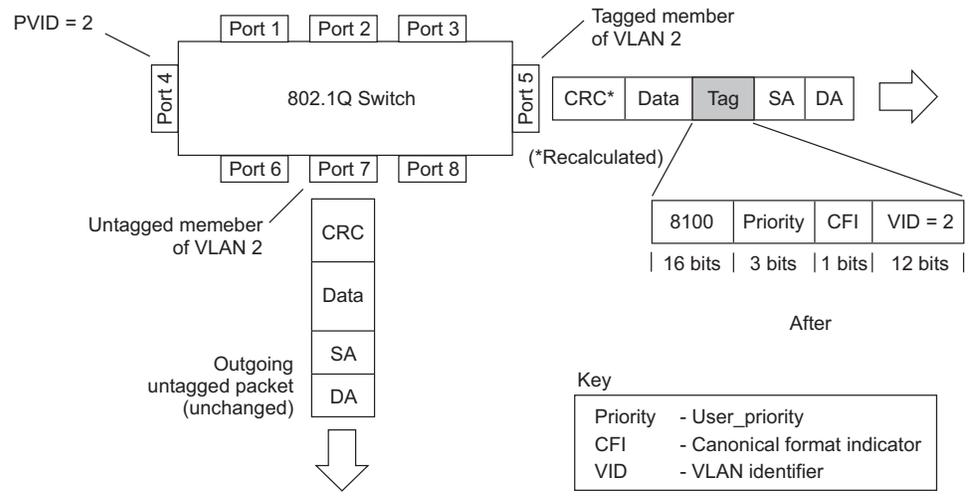 PVID = 2
Port 1
Port 2
Port 3
Tagged member
of VLAN 2
Port 4
802.1Q Switch
Port 5
CRC*
Data
Tag
SA
DA
(*Recalculated)
Port 6
Port 7
Port 8
Untagged memeber
of VLAN 2
CRC
Data
SA
DA
8100
Priority
CFI
VID = 2
16 bits
3 bits
1 bits
12 bits
After
Outgoing
untagged packet
(unchanged)
Key
Priority - User_priority
CFI - Canonical format indicator
VID - VLAN identifier